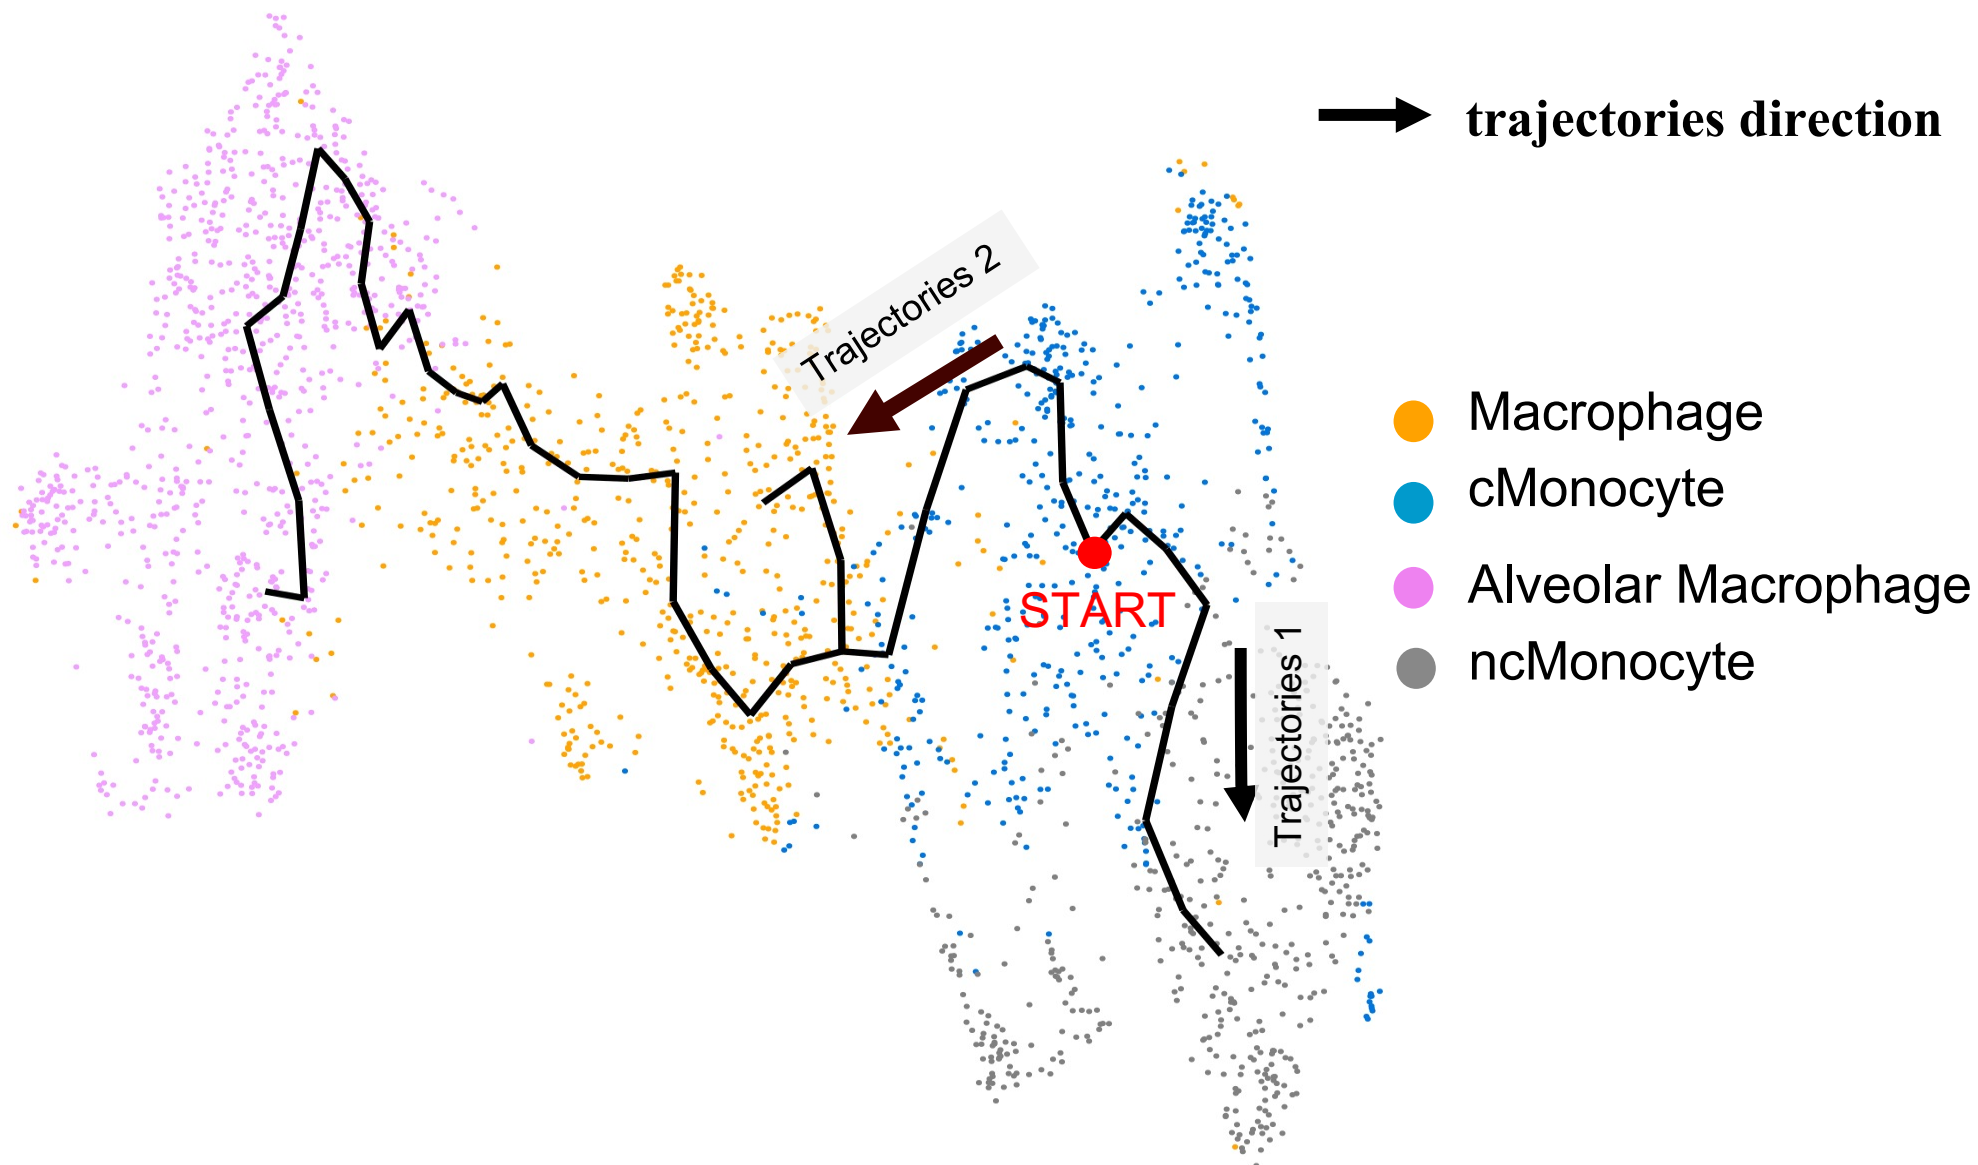 trajectories direction
Trajectories 2
Macrophage
cMonocyte
Alveolar Macrophage
ncMonocyte
START
Trajectories 1